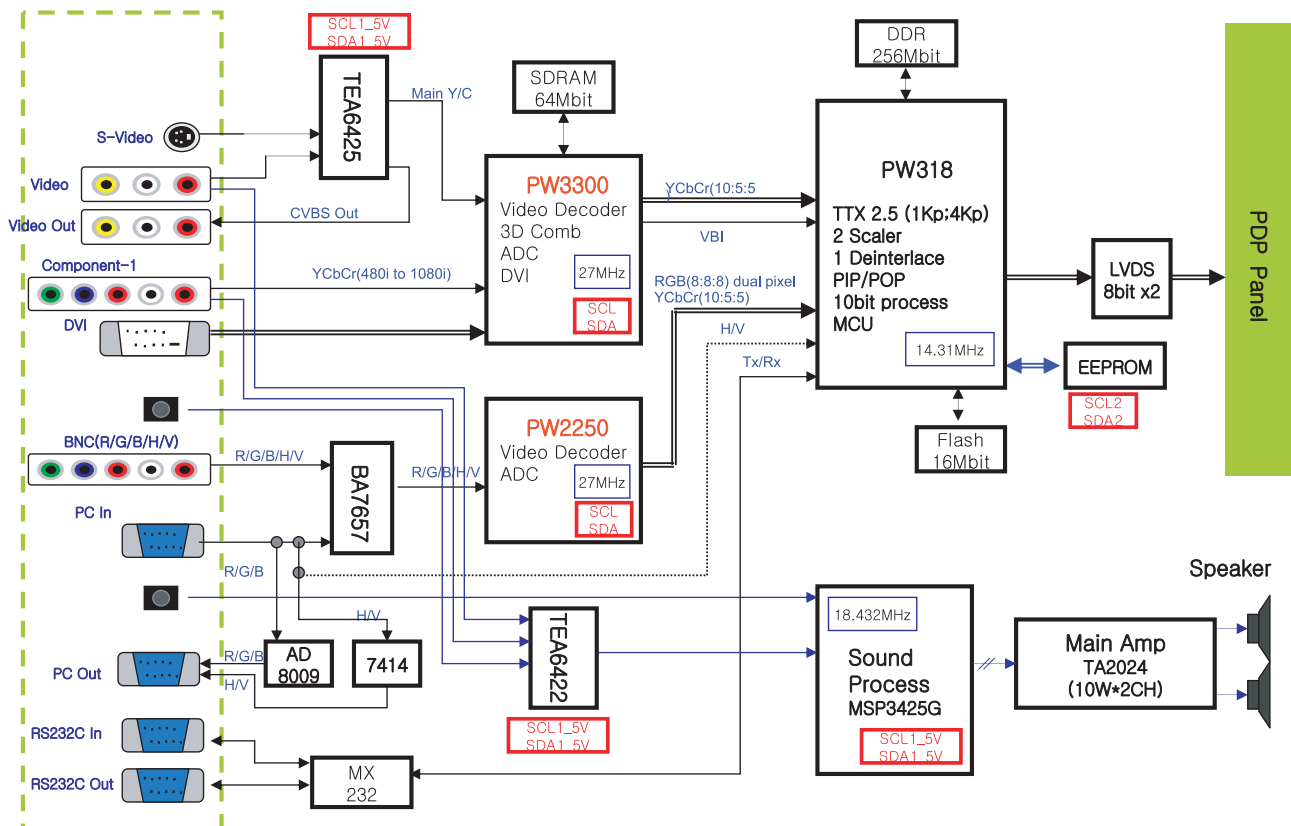 SCL1_5V
SDA1_5V
TEA6425
Main Y/C
S-Video
Video
Video Out
CVBS Out
Component-1
YCbCr(480i to 1080i)
DVI
SDRAM
64Mbit
PW3300
Video Decoder
3D Comb
ADC
DVI
27MHz
SCL
SDA
YCbCr(10:5:5
VBI
RGB(8:8:8) dual pixel
YCbCr(10:5:5)
H/V
Tx/Rx
DDR
256Mbit
PW318
TTX 2.5 (1Kp;4Kp)
2 Scaler
1 Deinterlace
PIP/POP
10bit process
MCU
14.31MHz
LVDS
8bit x2
PDP Panel
EEPROM
SCL2
SDA2
Flash
16Mbit
BNC(R/G/B/H/V)
R/G/B/H/V
BA7657
R/G/B/H/V
PW2250
Video Decoder
ADC
27MHz
SCL
SDA
PC In
R/G/B
H/V
AD
8009
7414
R/G/B
H/V
PC Out
TEA6422
SCL1_5V
SDA1_5V
18.432MHz
Sound
Process
MSP3425G
SCL1_5V
SDA1_5V
Main Amp
TA2024
(10W*2CH)
Speaker
RS232C In
RS232C Out
MX
232